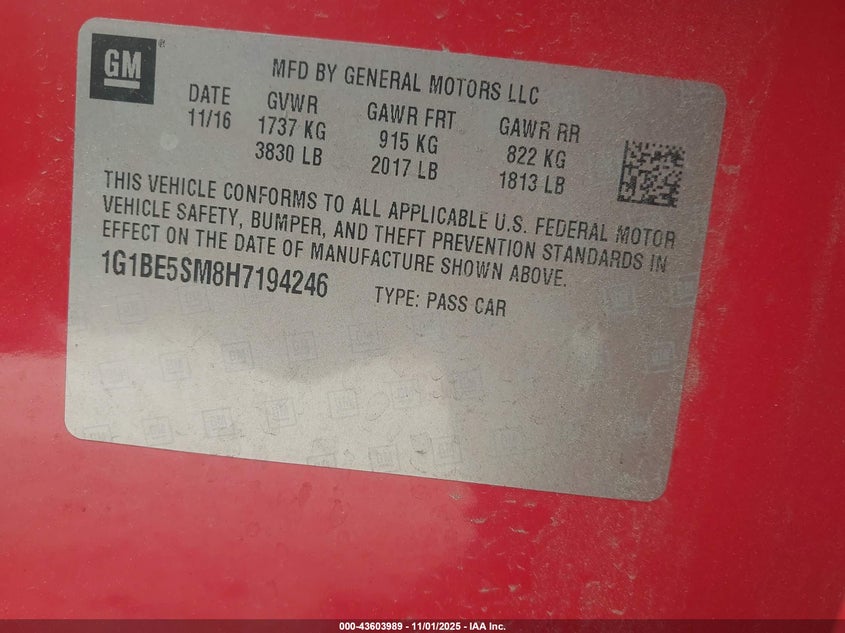 GM®
MFD BY GENERAL MOTORS LLC
DATE GVWR GAWR FRT GAWR RR
11/16 1737 KG 915 KG 822 KG
3830 LB 2017 LB 1813 LB
THIS VEHICLE CONFORMS TO ALL APPLICABLE U.S. FEDERAL MOTOR
VEHICLE SAFETY, BUMPER, AND THEFT PREVENTION STANDARDS IN
EFFECT ON THE DATE OF MANUFACTURE SHOWN ABOVE.
1G1BE5SM8H7194246 TYPE: PASS CAR
000-43603989 - 11/01/2025 - IAA Inc.